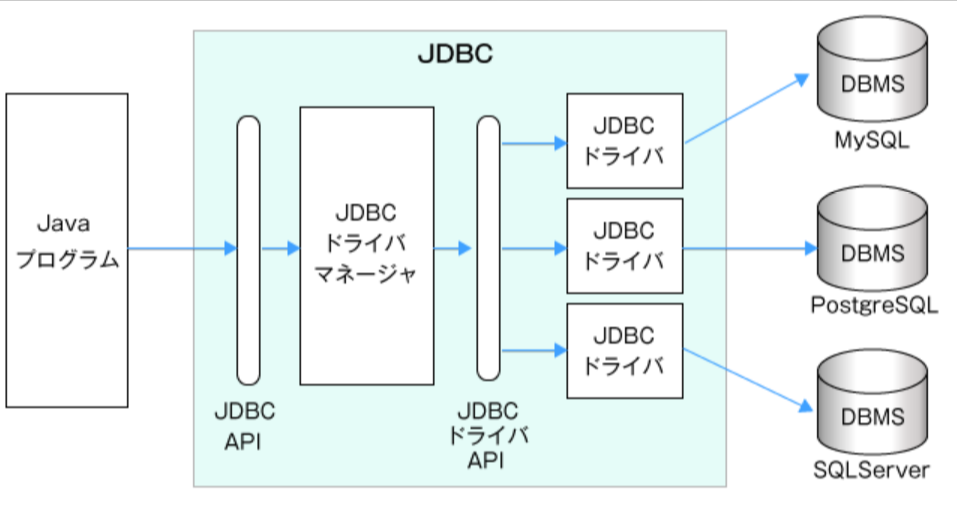 JDBC
Java
プログラム
JDBC
API
JDBC
ドライバ
マネージャ
JDBC
ドライバ
API
JDBC
ドライバ
JDBC
ドライバ
JDBC
ドライバ
DBMS
MySQL
DBMS
PostgreSQL
DBMS
SQLServer